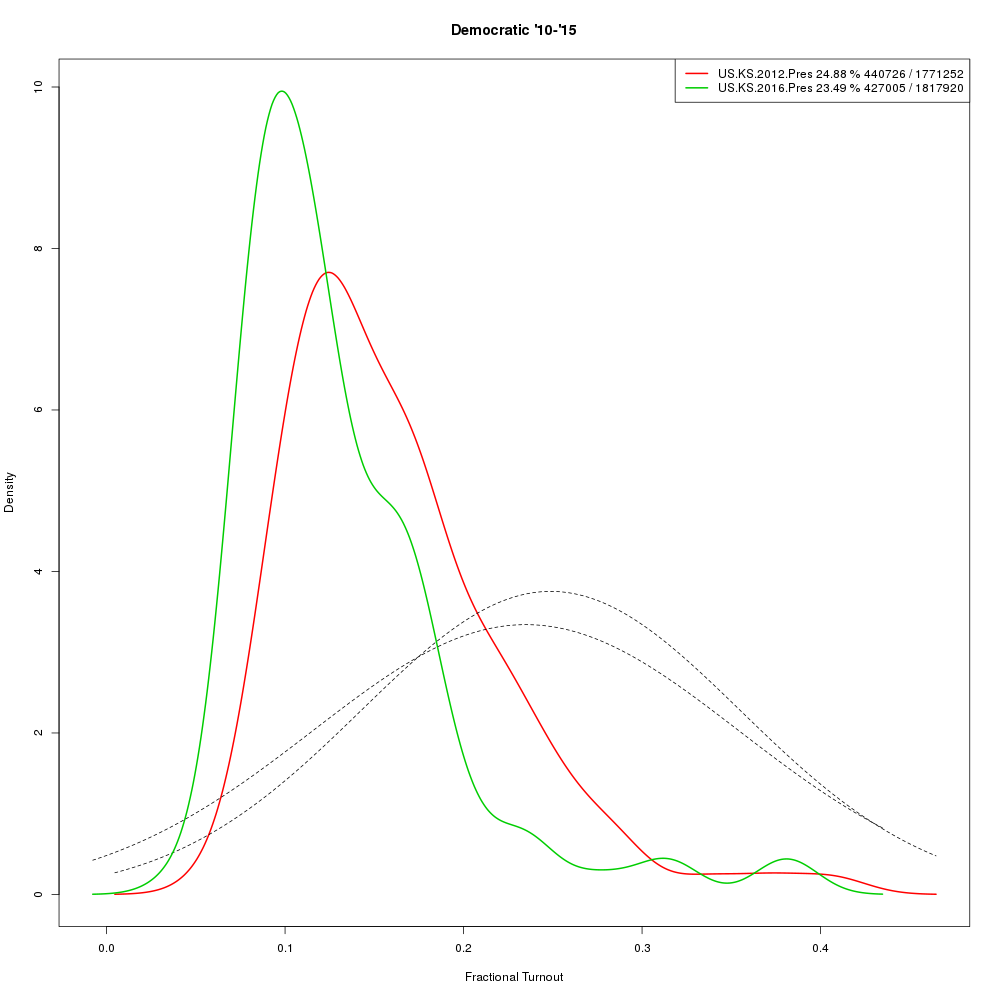 Democratic '10-'15
US.KS.2012.Pres 24.88 % 440726 / 1771252
US.KS.2016.Pres 23.49 % 427005 / 1817920
10
8
6
4
2
0
Density
0.0 0.1 0.2 0.3 0.4
Fractional Turnout